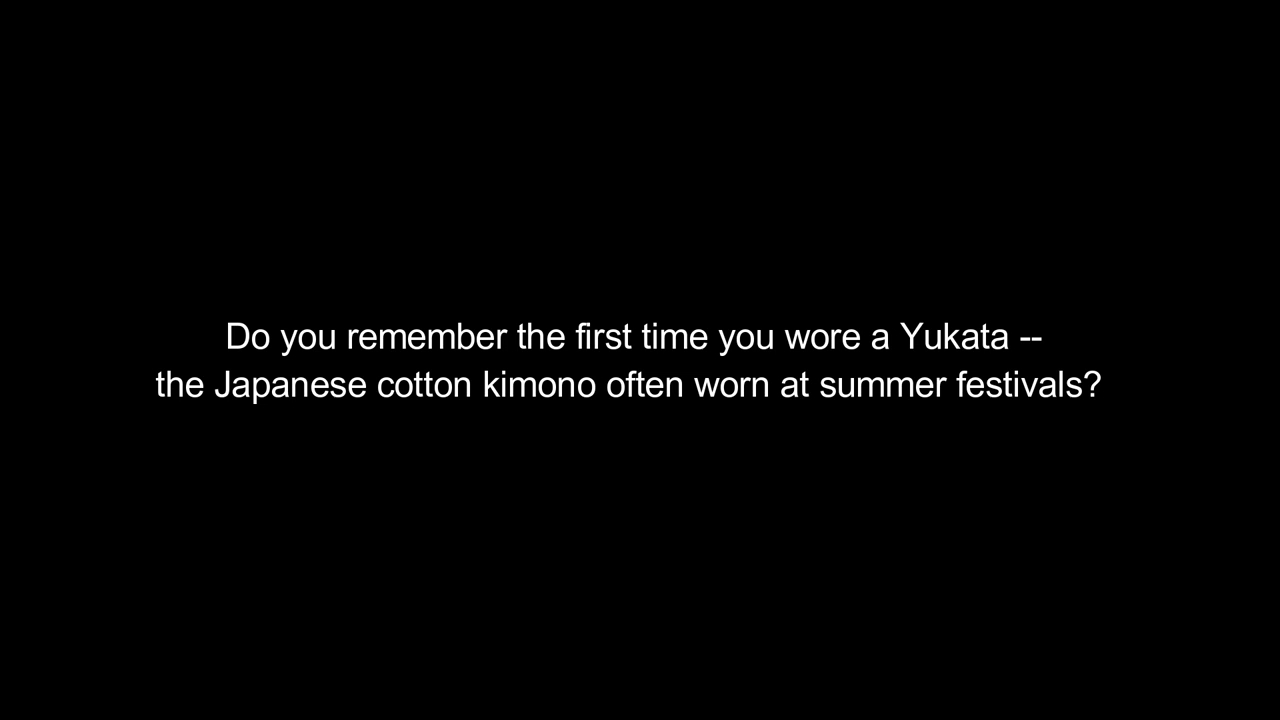 Do you remember the first time you wore a Yukata --
the Japanese cotton kimono often worn at summer festivals?